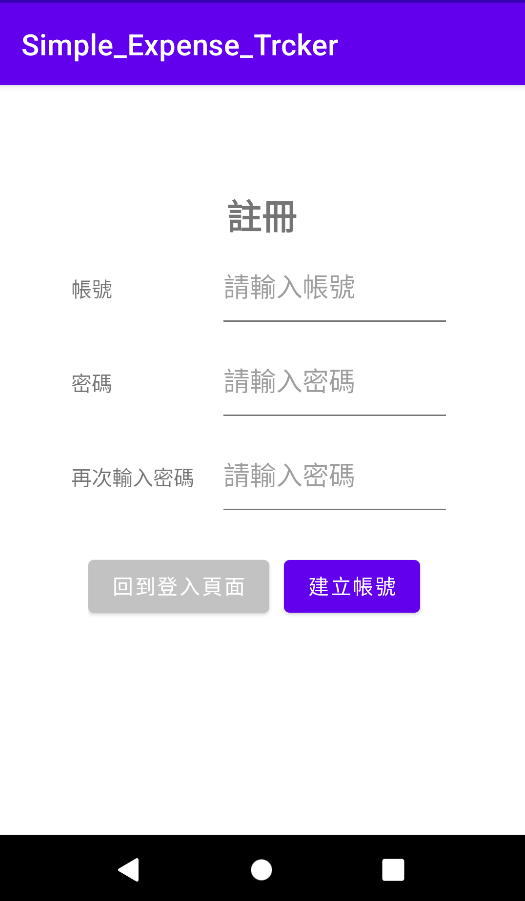 Simple_Expense_Trcker
註冊
帳號 請輸入帳號
密碼 請輸入密碼
再次輸入密碼 請輸入密碼
回到登入頁面 建立帳號